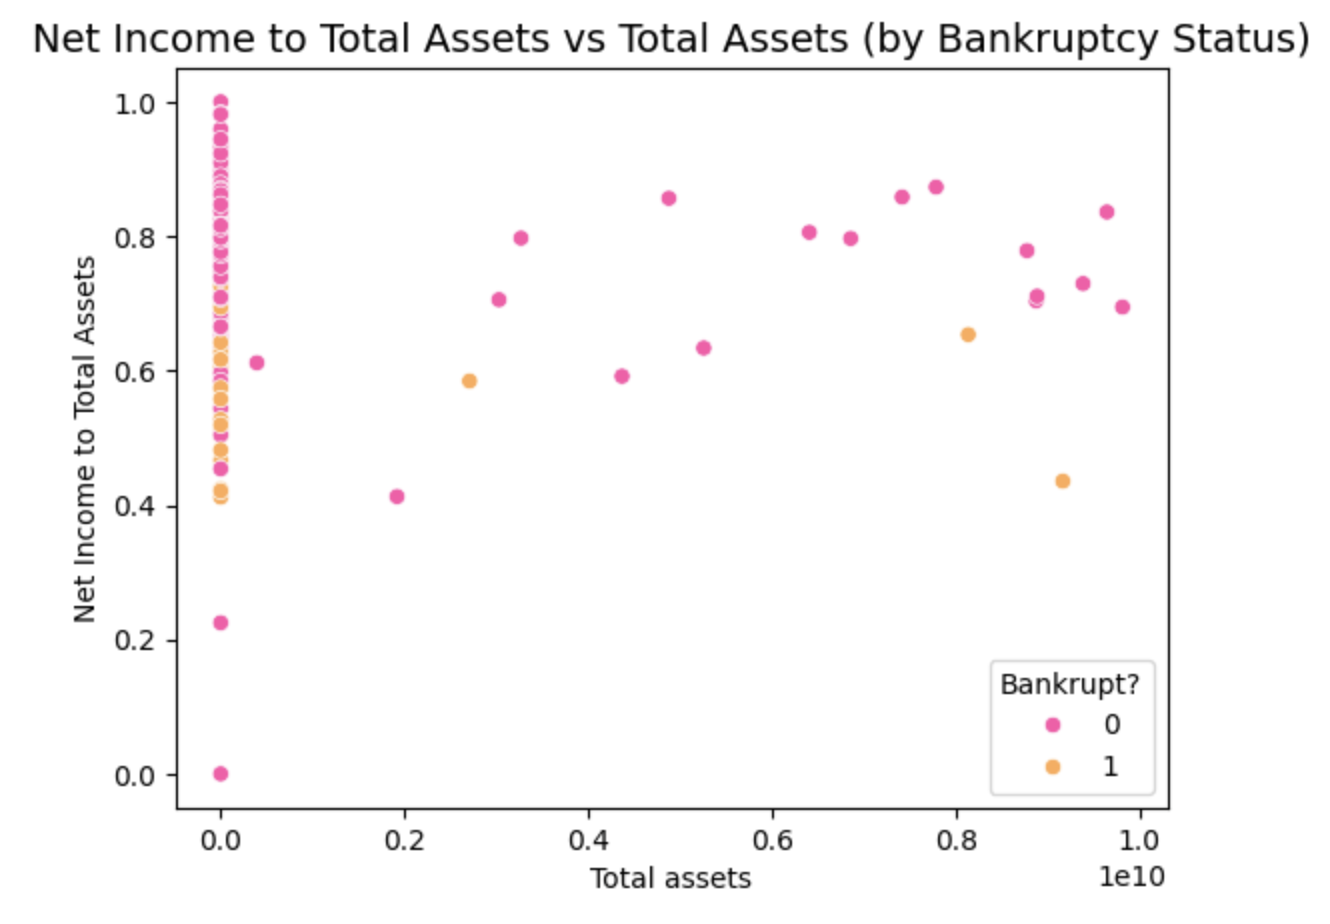 Net Income to Total Assets vs Total Assets (by Bankruptcy Status)
Net Income to Total Assets
1.0
0.8
0.6
0.4
0.2
0.0
0.0 0.2 0.4 0.6 0.8 1.0
1e10
Total assets
Bankrupt?
0
1